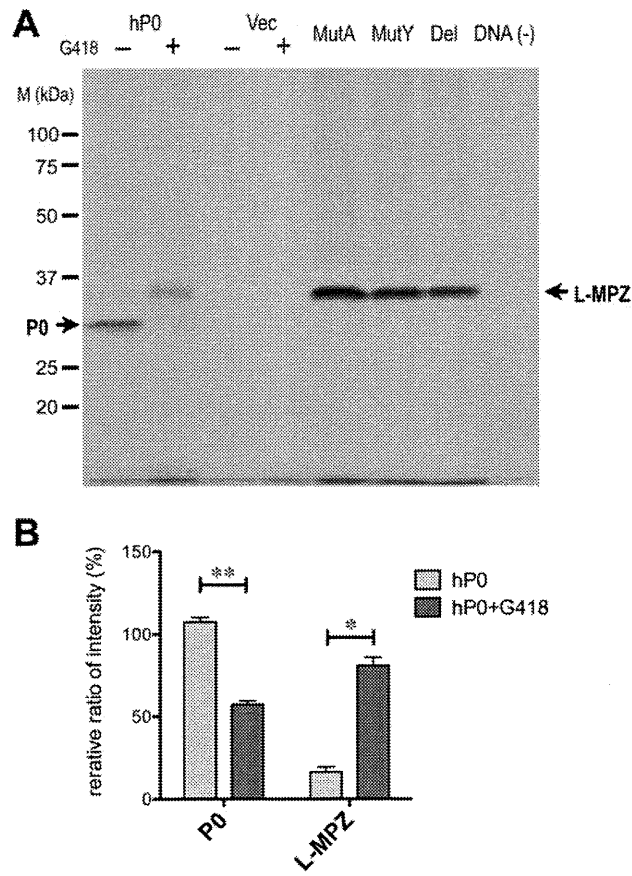 A
hP0 Vec MutA MutY Del DNA (-)
G418 – + – +
M (kDa)
100
75
50
37
25
20
P0
L-MPZ
B
rerative ratio of intensity (%)
150
100
50
0
**
*
hP0
hP0+G418
P0
L-MPZ